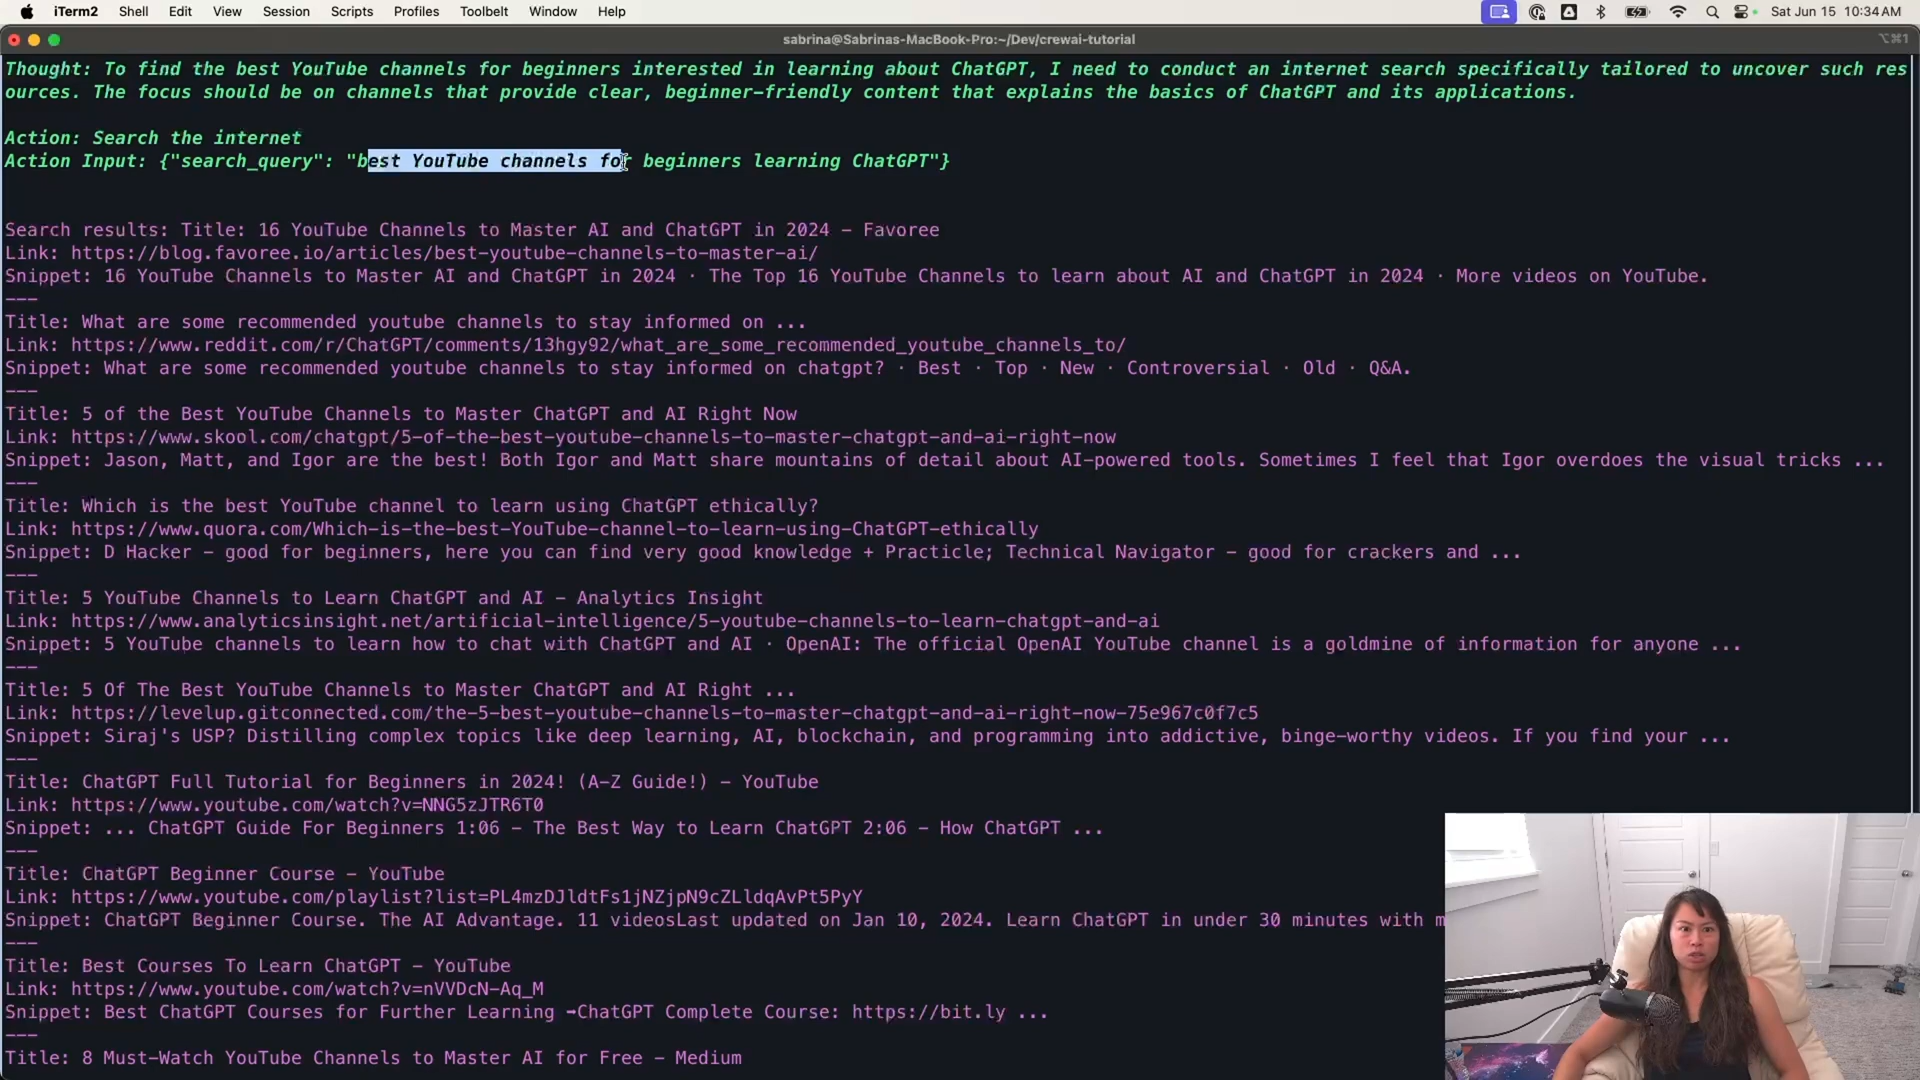 iTerm2 Shell Edit View Session Scripts Profiles Toolbelt Window Help Sat Jun 15 10:34 AM
sabrina@Sabrinas-MacBook-Pro:~/Dev/crewai-tutorial ⌥⌘1
Thought: To find the best YouTube channels for beginners interested in learning about ChatGPT, I need to conduct an internet search specifically tailored to uncover such res
ources. The focus should be on channels that provide clear, beginner-friendly content that explains the basics of ChatGPT and its applications.
Action: Search the internet
Action Input: {"search_query": "best YouTube channels for beginners learning ChatGPT"}
Search results: Title: 16 YouTube Channels to Master AI and ChatGPT in 2024 - Favoree
Link: https://blog.favoree.io/articles/best-youtube-channels-to-master-ai/
Snippet: 16 YouTube Channels to Master AI and ChatGPT in 2024 · The Top 16 YouTube Channels to learn about AI and ChatGPT in 2024 · More videos on YouTube.
---
Title: What are some recommended youtube channels to stay informed on ...
Link: https://www.reddit.com/r/ChatGPT/comments/13hgy92/what_are_some_recommended_youtube_channels_to/
Snippet: What are some recommended youtube channels to stay informed on chatgpt? · Best · Top · New · Controversial · Old · Q&A.
---
Title: 5 of the Best YouTube Channels to Master ChatGPT and AI Right Now
Link: https://www.skool.com/chatgpt/5-of-the-best-youtube-channels-to-master-chatgpt-and-ai-right-now
Snippet: Jason, Matt, and Igor are the best! Both Igor and Matt share mountains of detail about AI-powered tools. Sometimes I feel that Igor overdoes the visual tricks ...
---
Title: Which is the best YouTube channel to learn using ChatGPT ethically?
Link: https://www.quora.com/Which-is-the-best-YouTube-channel-to-learn-using-ChatGPT-ethically
Snippet: D Hacker - good for beginners, here you can find very good knowledge + Practicle; Technical Navigator - good for crackers and ...
---
Title: 5 YouTube Channels to Learn ChatGPT and AI - Analytics Insight
Link: https://www.analyticsinsight.net/artificial-intelligence/5-youtube-channels-to-learn-chatgpt-and-ai
Snippet: 5 YouTube channels to learn how to chat with ChatGPT and AI · OpenAI: The official OpenAI YouTube channel is a goldmine of information for anyone ...
---
Title: 5 Of The Best YouTube Channels to Master ChatGPT and AI Right ...
Link: https://levelup.gitconnected.com/the-5-best-youtube-channels-to-master-chatgpt-and-ai-right-now-75e967c0f7c5
Snippet: Siraj's USP? Distilling complex topics like deep learning, AI, blockchain, and programming into addictive, binge-worthy videos. If you find your ...
---
Title: ChatGPT Full Tutorial for Beginners in 2024! (A-Z Guide!) - YouTube
Link: https://www.youtube.com/watch?v=NNG5zJTR6T0
Snippet: ... ChatGPT Guide For Beginners 1:06 - The Best Way to Learn ChatGPT 2:06 - How ChatGPT ...
---
Title: ChatGPT Beginner Course - YouTube
Link: https://www.youtube.com/playlist?list=PL4mzDJldtFs1jNZjpN9cZLldqAvPt5PyY
Snippet: ChatGPT Beginner Course. The AI Advantage. 11 videosLast updated on Jan 10, 2024. Learn ChatGPT in under 30 minutes with m
---
Title: Best Courses To Learn ChatGPT - YouTube
Link: https://www.youtube.com/watch?v=nVVDcN-Aq_M
Snippet: Best ChatGPT Courses for Further Learning ➡ChatGPT Complete Course: https://bit.ly ...
---
Title: 8 Must-Watch YouTube Channels to Master AI for Free - Medium